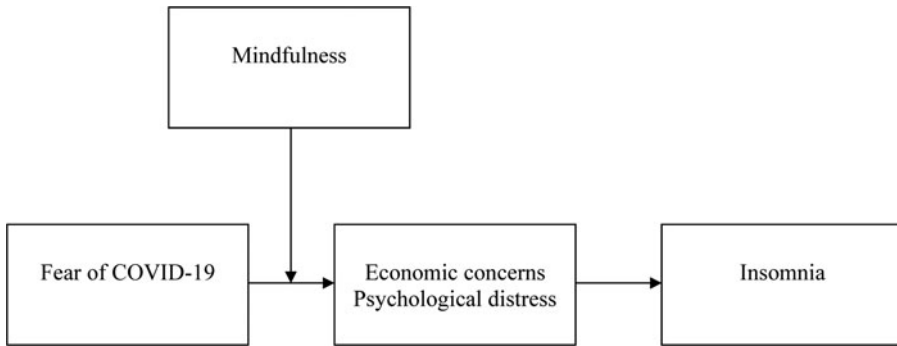 Mindfulness
Fear of COVID-19
Economic concerns
Psychological distress
Insomnia